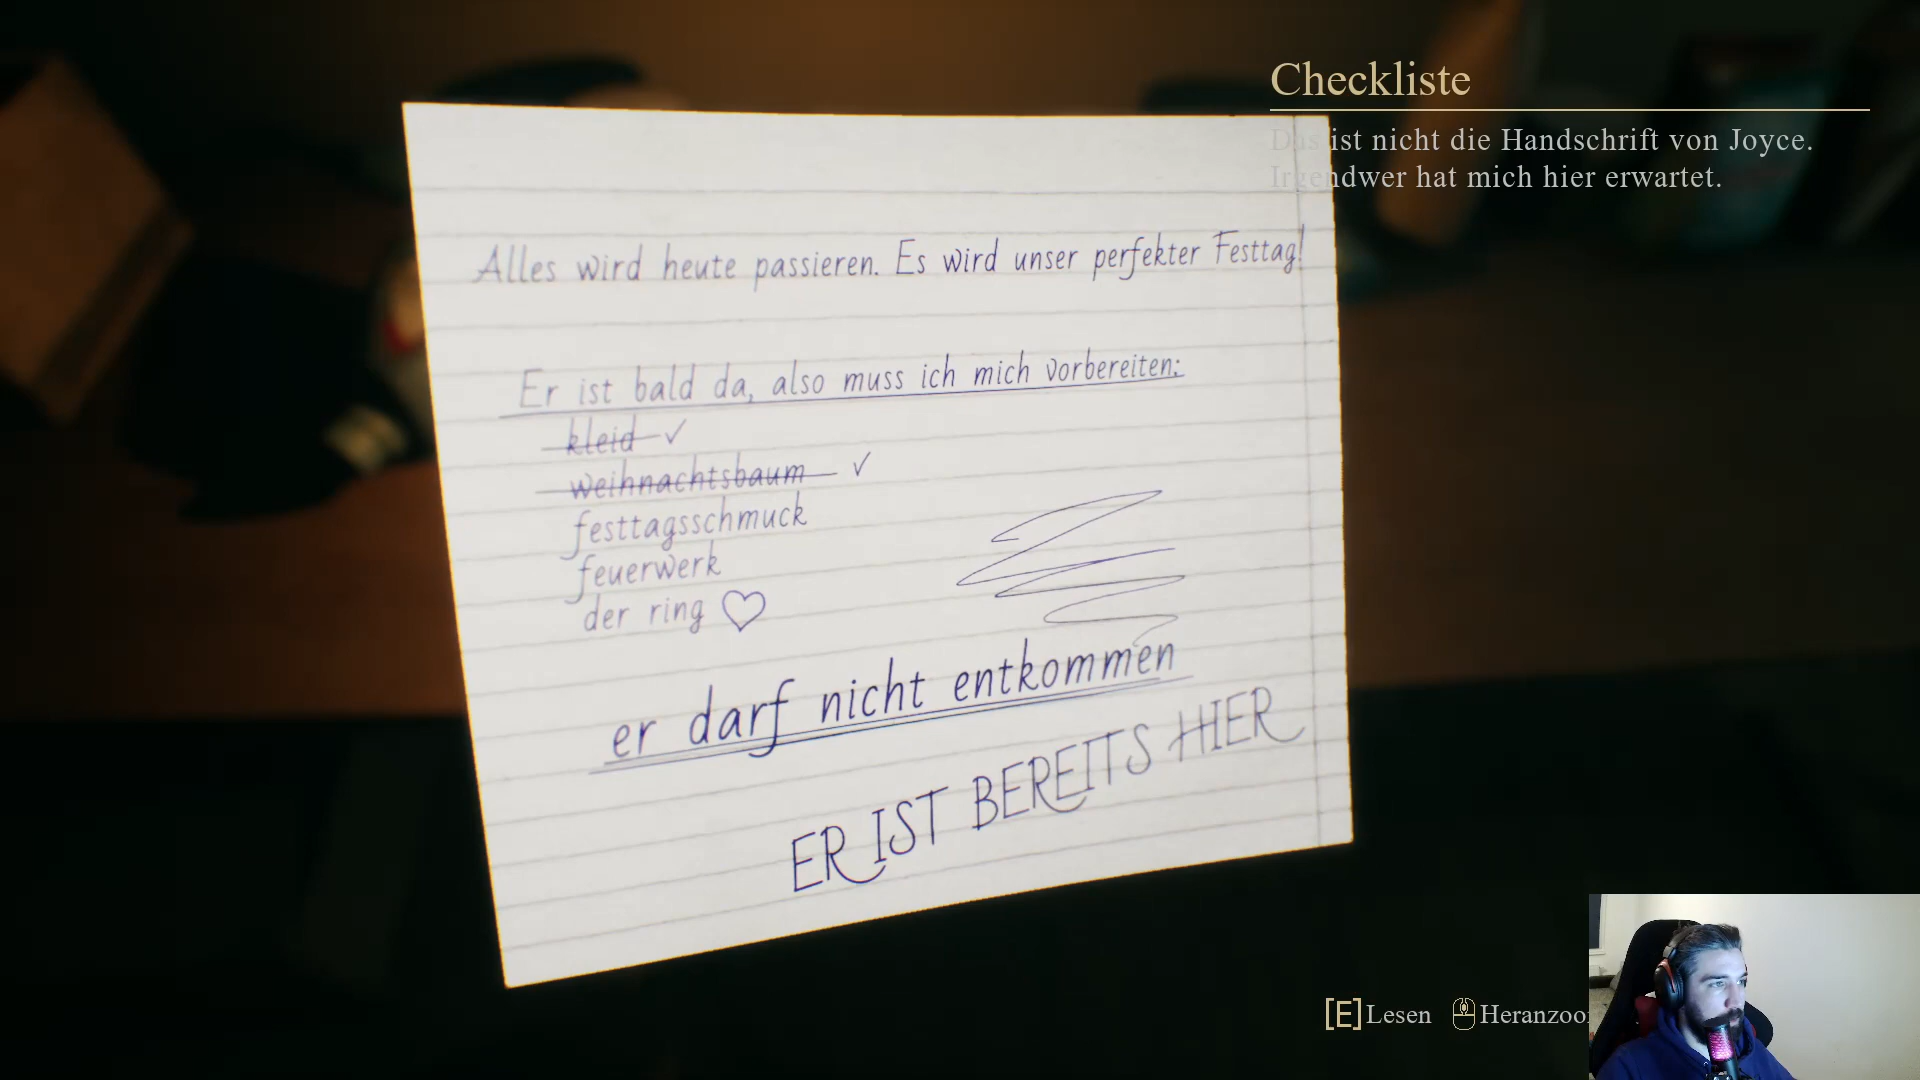 Checkliste
Das ist nicht die Handschrift von Joyce.
Irgendwer hat mich hier erwartet.
Alles wird heute passieren. Es wird unser perfekter Festtag!
Er ist bald da, also muss ich mich vorbereiten:
kleid ✓
weihnachtsbaum ✓
festtagsschmuck
feuerwerk
der ring ♡
er darf nicht entkommen
ER IST BEREITS HIER
[E] Lesen Heranzoo